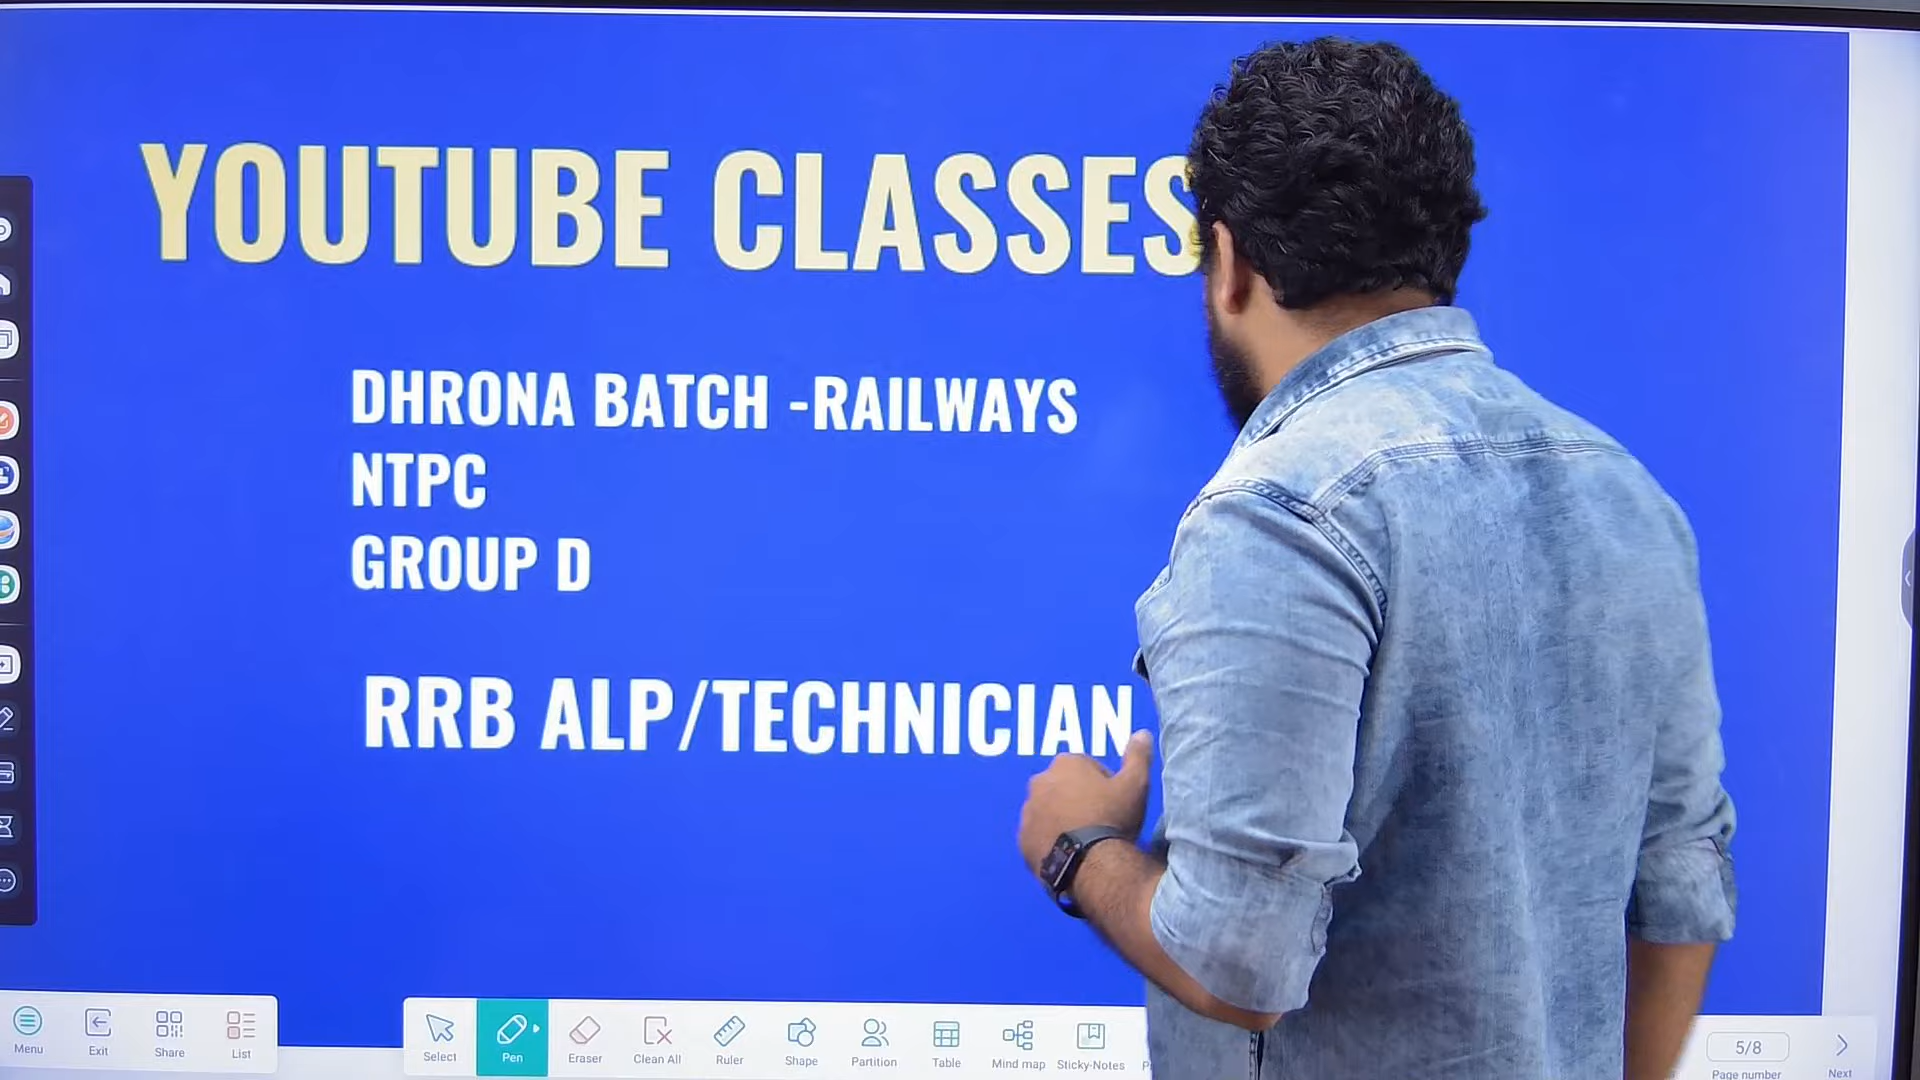 YOUTUBE CLASSES
DHRONA BATCH -RAILWAYS
NTPC
GROUP D
RRB ALP/TECHNICIAN
Menu
Exit
Share
List
Select
Pen
Eraser
Clean All
Ruler
Shape
Partition
Table
Mind map
Sticky-Notes
5/8
Page number
Next